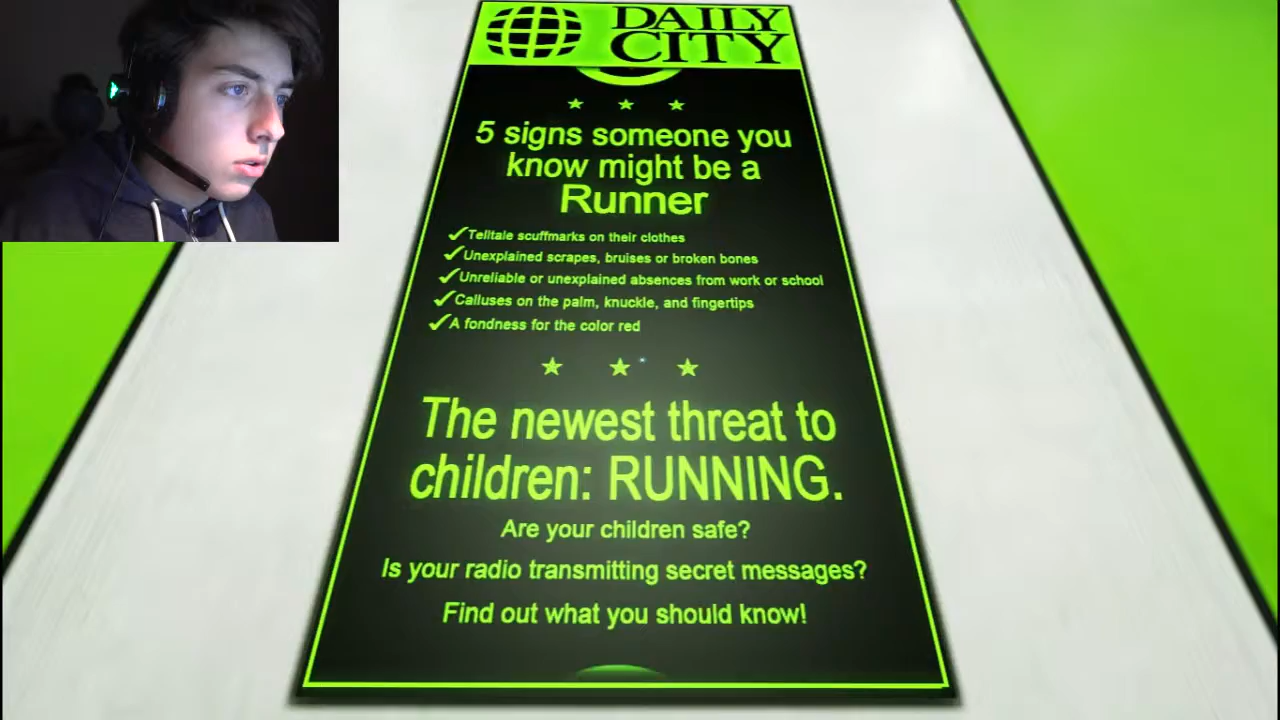 DAILY
CITY
5 signs someone you
know might be a
Runner
Telltale scuffmarks on their clothes
Unexplained scrapes, bruises or broken bones
Unreliable or unexplained absences from work or school
Calluses on the palm, knuckle, and fingertips
A fondness for the color red
The newest threat to
children: RUNNING.
Are your children safe?
Is your radio transmitting secret messages?
Find out what you should know!